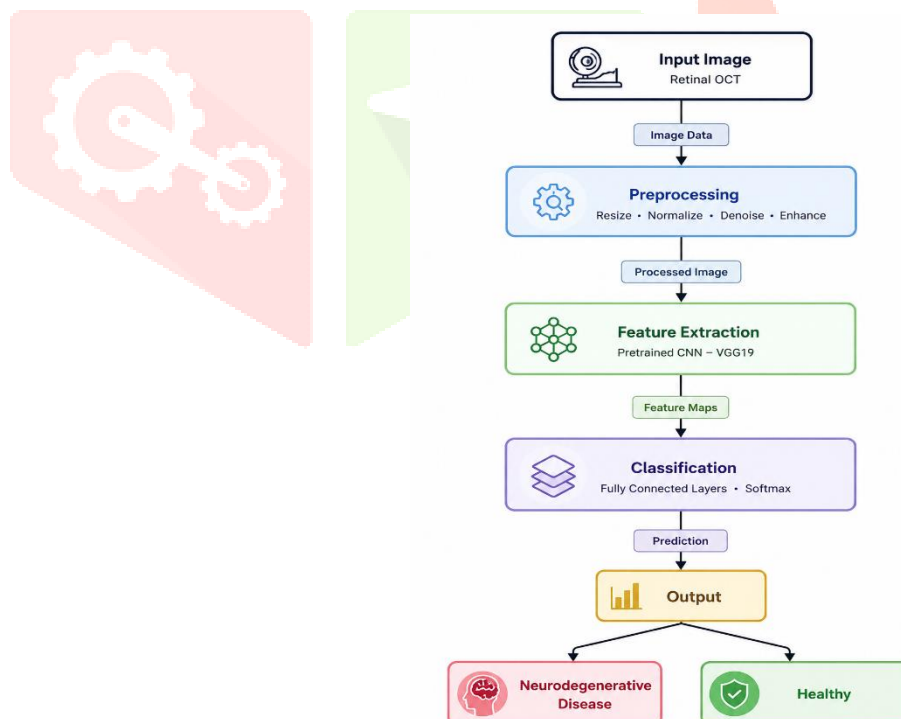 Input Image
Retinal OCT
Image Data
Preprocessing
Resize • Normalize • Denoise • Enhance
Processed Image
Feature Extraction
Pretrained CNN – VGG19
Feature Maps
Classification
Fully Connected Layers • Softmax
Prediction
Output
Neurodegenerative
Disease
Healthy